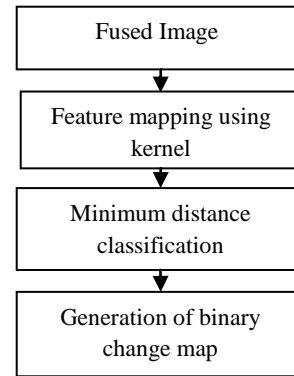 Fused Image
Feature mapping using
kernel
Minimum distance
classification
Generation of binary
change map